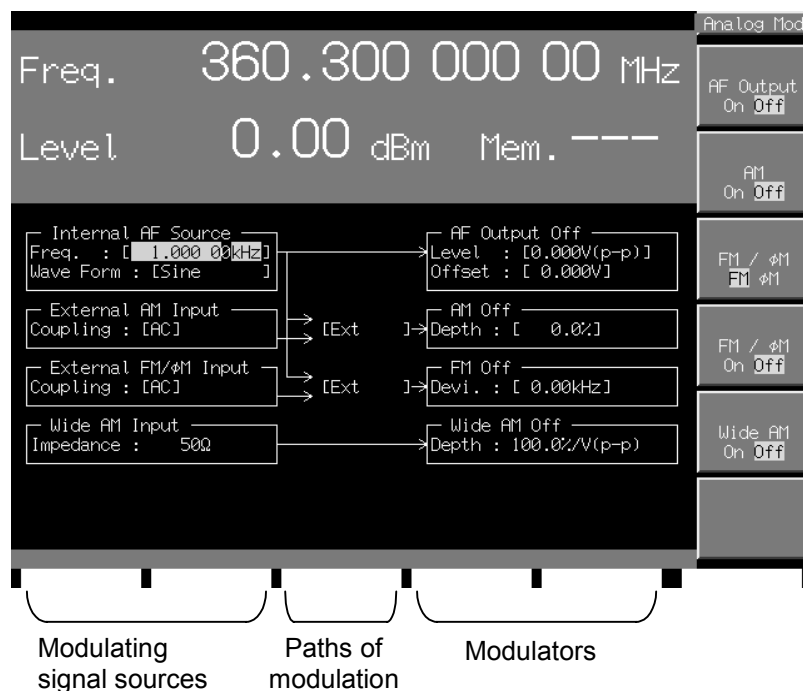 Analog Mod
Freq. 360.300 000 00 MHz
Level 0.00 dBm Mem. ---
AF Output
On Off
AM
On Off
FM / φM
FM φM
FM / φM
On Off
Wide AM
On Off
Internal AF Source
Freq. : [ 1.000 00kHz]
Wave Form : [Sine ]
AF Output Off
Level : [0.000V(p-p)]
Offset : [ 0.000V]
External AM Input
Coupling : [AC]
[Ext ]
AM Off
Depth : [ 0.0%]
External FM/φM Input
Coupling : [AC]
[Ext ]
FM Off
Devi. : [ 0.00kHz]
Wide AM Input
Impedance : 50Ω
Wide AM Off
Depth : 100.0%/V(p-p)
Modulating
signal sources
Paths of
modulation
Modulators